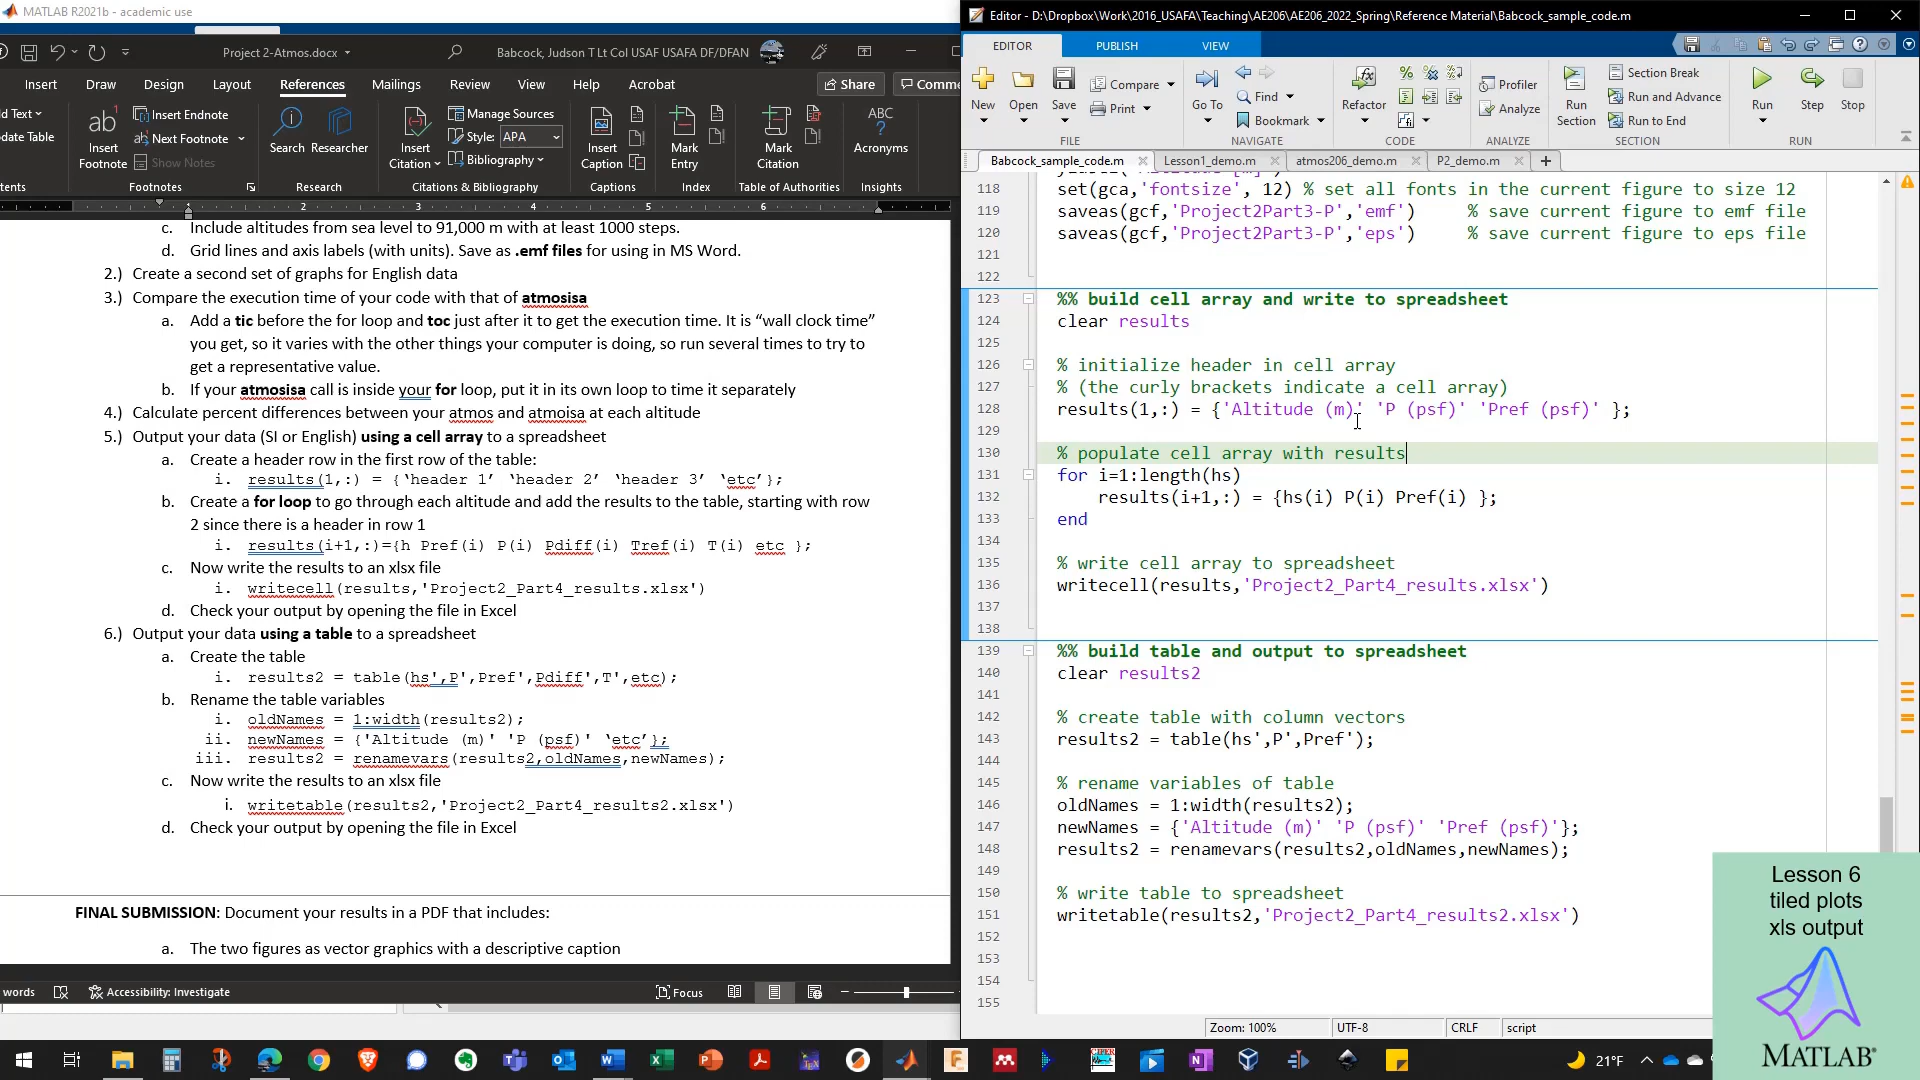 MATLAB R2021b - academic use
Project 2-Atmos.docx
Babcock, Judson T Lt Col USAF USAFA DF/DFAN
Insert Draw Design Layout References Mailings Review View Help Acrobat Share Comme
dd Text
Insert Endnote
Manage Sources
pdate Table
Next Footnote
Style: APA
Show Notes
Bibliography
ab
Insert Footnote
Search
Researcher
Insert Citation
Insert Caption
Mark Entry
Mark Citation
ABC
Acronyms
tents
Footnotes
Research
Citations & Bibliography
Captions
Index
Table of Authorities
Insights
1 2 3 4 5 6
c. Include altitudes from sea level to 91,000 m with at least 1000 steps.
d. Grid lines and axis labels (with units). Save as .emf files for using in MS Word.
2.) Create a second set of graphs for English data
3.) Compare the execution time of your code with that of atmosisa
a. Add a tic before the for loop and toc just after it to get the execution time. It is “wall clock time”
you get, so it varies with the other things your computer is doing, so run several times to try to
get a representative value.
b. If your atmosisa call is inside your for loop, put it in its own loop to time it separately
4.) Calculate percent differences between your atmos and atmoisa at each altitude
5.) Output your data (SI or English) using a cell array to a spreadsheet
a. Create a header row in the first row of the table:
i. results(1,:) = {‘header 1’ ‘header 2’ ‘header 3’ ‘etc’};
b. Create a for loop to go through each altitude and add the results to the table, starting with row
2 since there is a header in row 1
i. results(i+1,:)={h Pref(i) P(i) Pdiff(i) Tref(i) T(i) etc };
c. Now write the results to an xlsx file
i. writecell(results,'Project2_Part4_results.xlsx')
d. Check your output by opening the file in Excel
6.) Output your data using a table to a spreadsheet
a. Create the table
i. results2 = table(hs',P',Pref',Pdiff',T',etc);
b. Rename the table variables
i. oldNames = 1:width(results2);
ii. newNames = {'Altitude (m)' 'P (psf)' ‘etc’};
iii. results2 = renamevars(results2,oldNames,newNames);
c. Now write the results to an xlsx file
i. writetable(results2,'Project2_Part4_results2.xlsx')
d. Check your output by opening the file in Excel
FINAL SUBMISSION: Document your results in a PDF that includes:
a. The two figures as vector graphics with a descriptive caption
words
Accessibility: Investigate
Focus
Editor - D:\Dropbox\Work\2016_USAFA\Teaching\AE206\AE206_2022_Spring\Reference Material\Babcock_sample_code.m
EDITOR PUBLISH VIEW
New Open Save
Compare
Print
Go To
Find
Bookmark
Refactor
Profiler
Analyze
Run Section
Section Break
Run and Advance
Run to End
Run Step Stop
FILE NAVIGATE CODE ANALYZE SECTION RUN
Babcock_sample_code.m Lesson1_demo.m atmos206_demo.m P2_demo.m
118 set(gca,'fontsize', 12) % set all fonts in the current figure to size 12
119 saveas(gcf,'Project2Part3-P','emf') % save current figure to emf file
120 saveas(gcf,'Project2Part3-P','eps') % save current figure to eps file
121
122
123 %% build cell array and write to spreadsheet
124 clear results
125
126 % initialize header in cell array
127 % (the curly brackets indicate a cell array)
128 results(1,:) = {'Altitude (m)' 'P (psf)' 'Pref (psf)' };
129
130 % populate cell array with results
131 for i=1:length(hs)
132 results(i+1,:) = {hs(i) P(i) Pref(i) };
133 end
134
135 % write cell array to spreadsheet
136 writecell(results,'Project2_Part4_results.xlsx')
137
138
139 %% build table and output to spreadsheet
140 clear results2
141
142 % create table with column vectors
143 results2 = table(hs',P',Pref');
144
145 % rename variables of table
146 oldNames = 1:width(results2);
147 newNames = {'Altitude (m)' 'P (psf)' 'Pref (psf)'};
148 results2 = renamevars(results2,oldNames,newNames);
149
150 % write table to spreadsheet
151 writetable(results2,'Project2_Part4_results2.xlsx')
152
153
154
155
Zoom: 100% UTF-8 CRLF script
Lesson 6
tiled plots
xls output
MATLAB
21°F